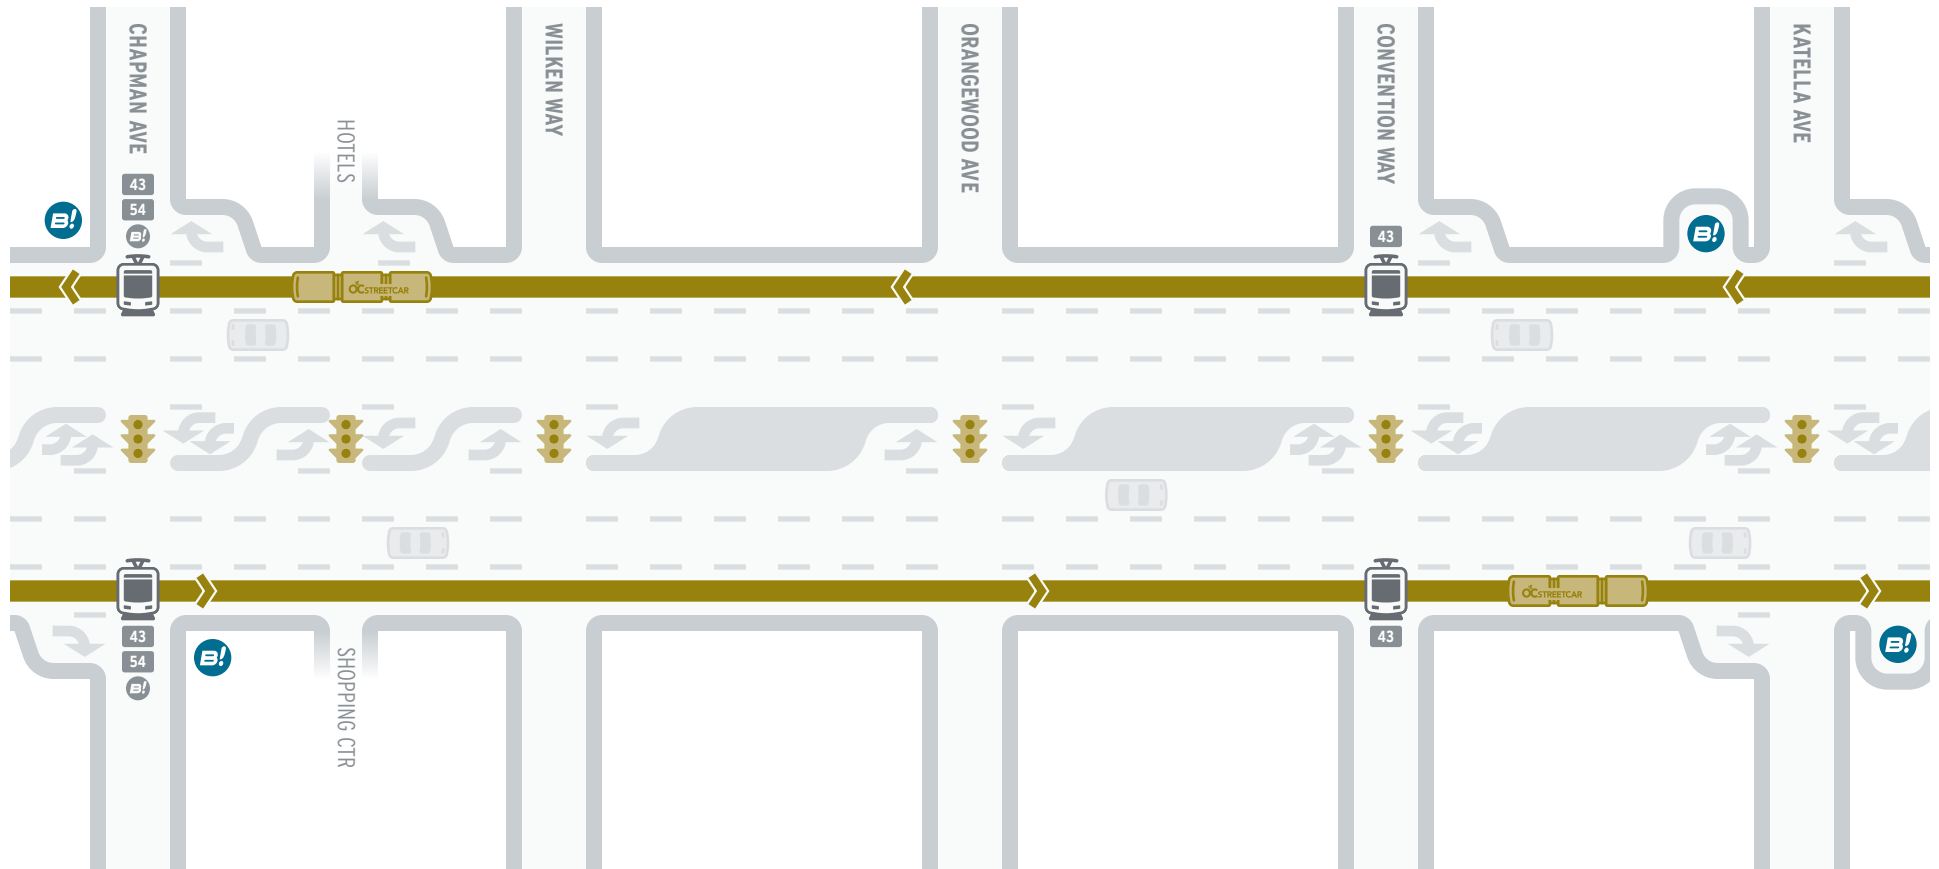 CHAPMAN AVE
WILKEN WAY
ORANGEWOOD AVE
CONVENTION WAY
KATELLA AVE
HOTELS
43
54
B!
B!
43
B!
OCSTREETCAR
OCSTREETCAR
43
54
B!
B!
SHOPPING CTR
43
B!